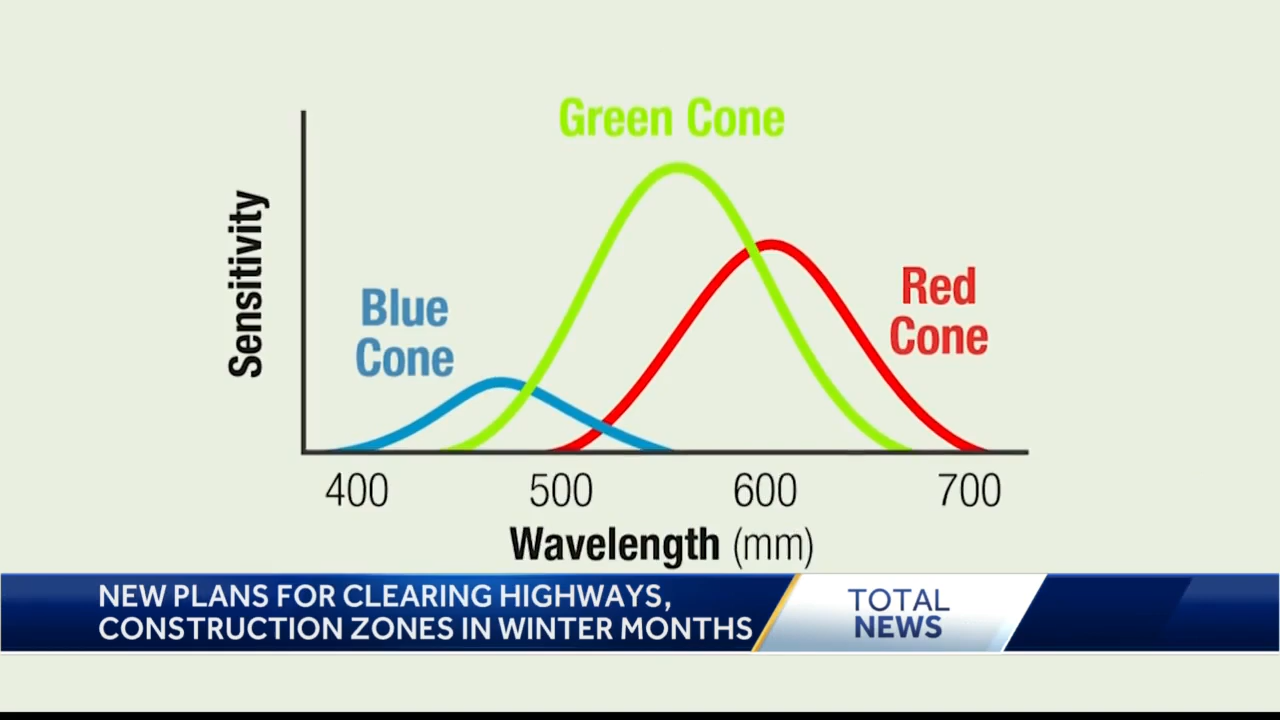 Green Cone
Sensitivity
Blue
Cone
Red
Cone
400 500 600 700
Wavelength (mm)
NEW PLANS FOR CLEARING HIGHWAYS,
CONSTRUCTION ZONES IN WINTER MONTHS
TOTAL
NEWS